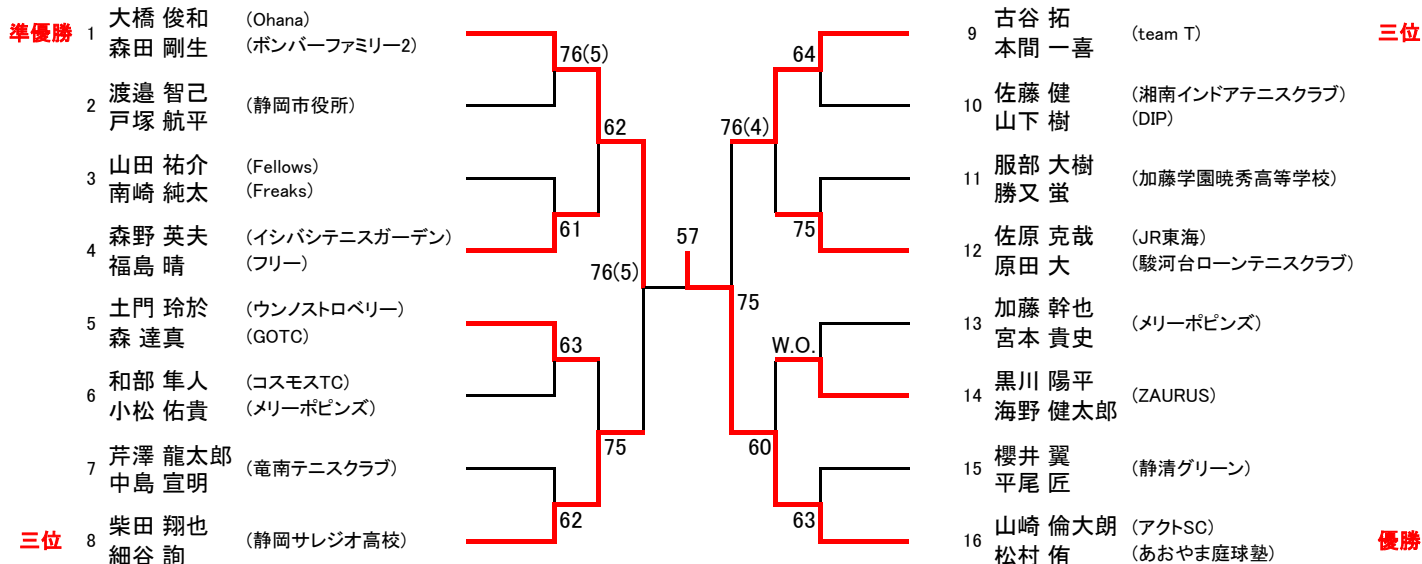 準優勝 1 大橋 俊和 (Ohana)
森田 剛生 (ボンバーファミリー2)
76(5)
2 渡邉 智己 (静岡市役所)
戸塚 航平
62
3 山田 祐介 (Fellows)
南崎 純太 (Freaks)
61
4 森野 英夫 (イシバシテニスガーデン)
福島 晴 (フリー)
76(5)
5 土門 玲於 (ウンノストロベリー)
森 達真 (GOTC)
63
6 和部 隼人 (コスモスTC)
小松 佑貴 (メリーポピンズ)
75
7 芹澤 龍太郎 (竜南テニスクラブ)
中島 宣明
62
三位 8 柴田 翔也 (静岡サレジオ高校)
細谷 詢
57
9 古谷 拓 (team T) 三位
本間 一喜
64
10 佐藤 健 (湘南インドアテニスクラブ)
山下 樹 (DIP)
76(4)
11 服部 大樹 (加藤学園暁秀高等学校)
勝又 蛍
75
12 佐原 克哉 (JR東海)
原田 大 (駿河台ローンテニスクラブ)
75
13 加藤 幹也 (メリーポピンズ)
宮本 貴史
W.O.
14 黒川 陽平 (ZAURUS)
海野 健太郎
60
15 櫻井 翼 (静清グリーン)
平尾 匠
63
16 山崎 倫大朗 (アクトSC) 優勝
松村 侑 (あおやま庭球塾)